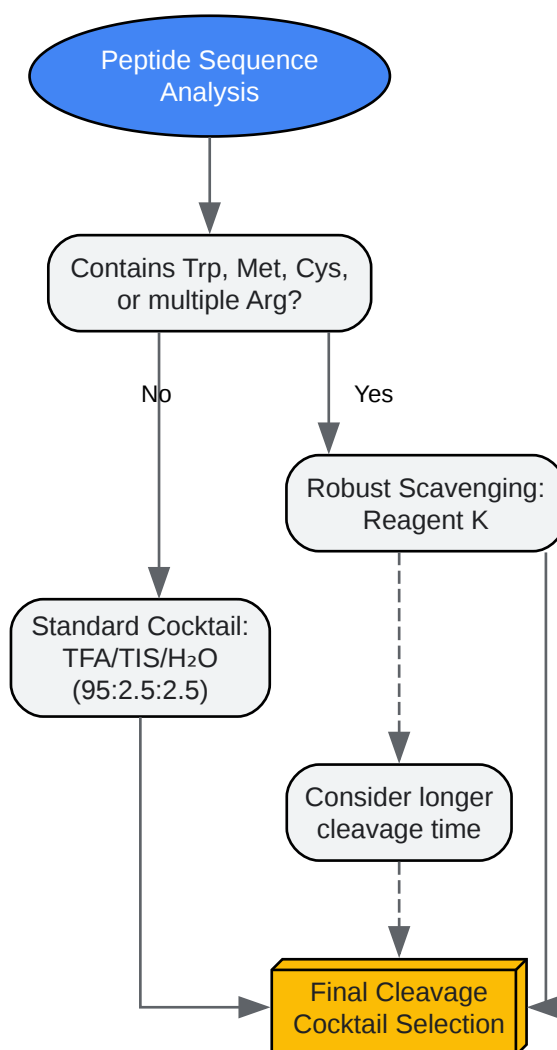 Peptide Sequence
Analysis
Contains Trp, Met, Cys,
or multiple Arg?
No
Yes
Robust Scavenging:
Reagent K
Standard Cocktail:
TFA/TIS/H₂O
(95:2.5:2.5)
Consider longer
cleavage time
Final Cleavage
Cocktail Selection